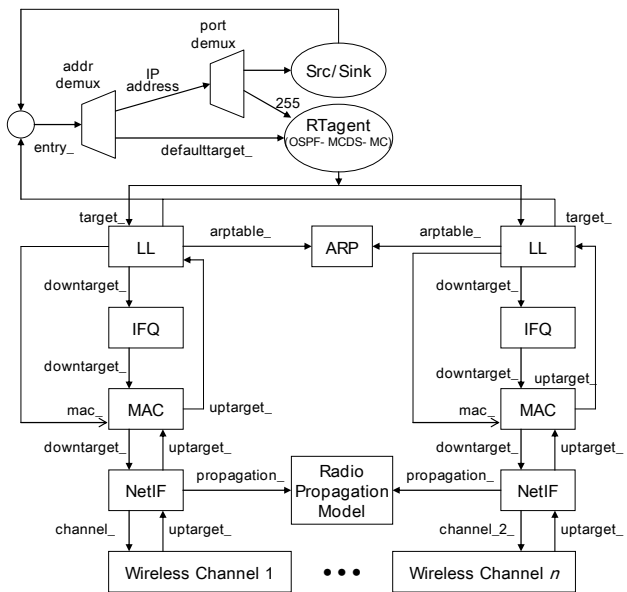 port
demux
addr
demux
IP
address
Src/Sink
255
RTagent
(OSPF- MCDS- MC)
entry_
defaulttarget_
target_
target_
LL
arptable_
ARP
arptable_
LL
downtarget_
downtarget_
IFQ
IFQ
downtarget_
downtarget_
uptarget_
mac_
MAC
uptarget_
mac_
MAC
downtarget_
uptarget_
downtarget_
uptarget_
NetIF
propagation_
Radio
Propagation
Model
propagation_
NetIF
channel_
uptarget_
channel_2_
uptarget_
Wireless Channel 1
• • •
Wireless Channel n